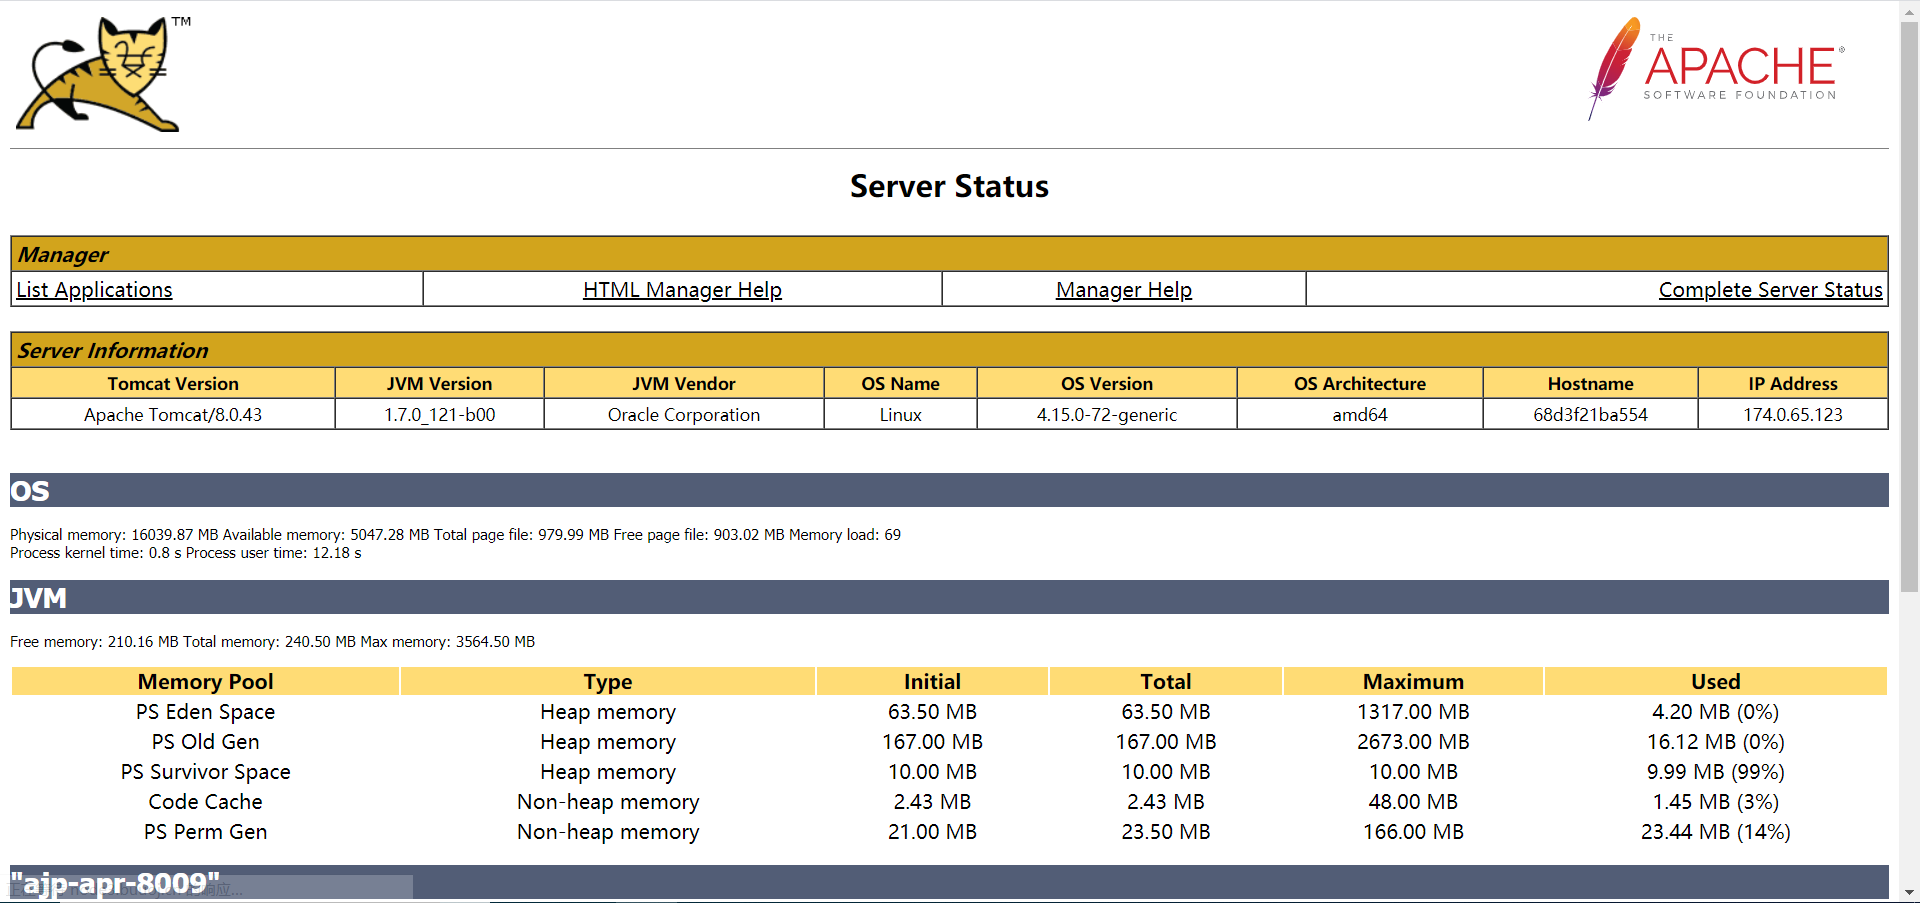 TM
THE
APACHE®
SOFTWARE FOUNDATION
Server Status
Manager
List Applications HTML Manager Help Manager Help Complete Server Status
Server Information
Tomcat Version JVM Version JVM Vendor OS Name OS Version OS Architecture Hostname IP Address
Apache Tomcat/8.0.43 1.7.0_121-b00 Oracle Corporation Linux 4.15.0-72-generic amd64 68d3f21ba554 174.0.65.123
OS
Physical memory: 16039.87 MB Available memory: 5047.28 MB Total page file: 979.99 MB Free page file: 903.02 MB Memory load: 69
Process kernel time: 0.8 s Process user time: 12.18 s
JVM
Free memory: 210.16 MB Total memory: 240.50 MB Max memory: 3564.50 MB
Memory Pool Type Initial Total Maximum Used
PS Eden Space Heap memory 63.50 MB 63.50 MB 1317.00 MB 4.20 MB (0%)
PS Old Gen Heap memory 167.00 MB 167.00 MB 2673.00 MB 16.12 MB (0%)
PS Survivor Space Heap memory 10.00 MB 10.00 MB 10.00 MB 9.99 MB (99%)
Code Cache Non-heap memory 2.43 MB 2.43 MB 48.00 MB 1.45 MB (3%)
PS Perm Gen Non-heap memory 21.00 MB 23.50 MB 166.00 MB 23.44 MB (14%)
"ajp-apr-8009"